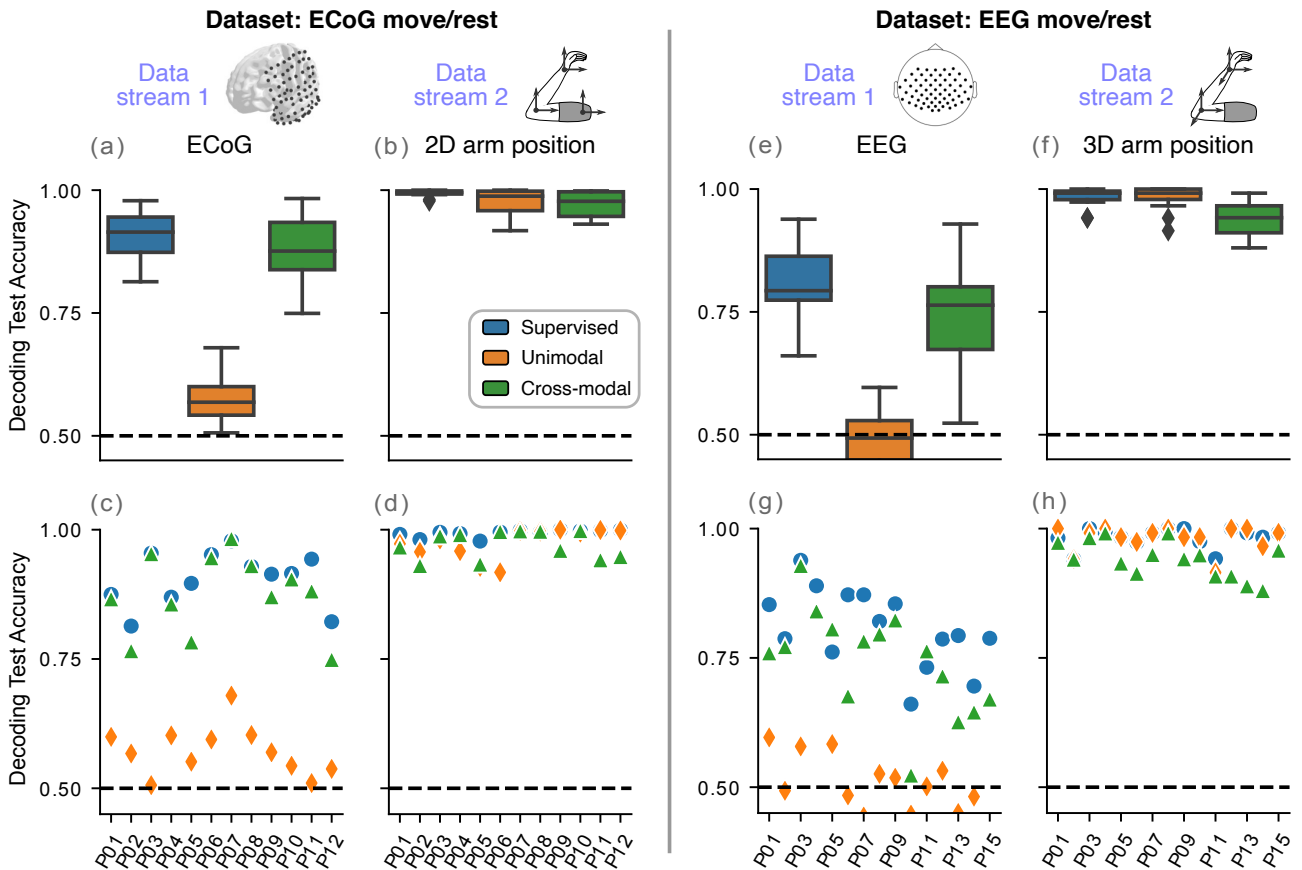 Dataset: ECoG move/rest
Dataset: EEG move/rest
Data
stream 1
Data
stream 2
Data
stream 1
Data
stream 2
(a)
ECoG
(b)
2D arm position
(e)
EEG
(f)
3D arm position
Decoding Test Accuracy
1.00
0.75
0.50
Supervised
Unimodal
Cross-modal
1.00
0.75
0.50
(c)
(d)
(g)
(h)
Decoding Test Accuracy
1.00
0.75
0.50
1.00
0.75
0.50
P01 P02 P03 P04 P05 P06 P07 P08 P09 P10 P11 P12
P01 P02 P03 P04 P05 P06 P07 P08 P09 P10 P11 P12
P01 P03 P05 P07 P09 P11 P13 P15
P01 P03 P05 P07 P09 P11 P13 P15